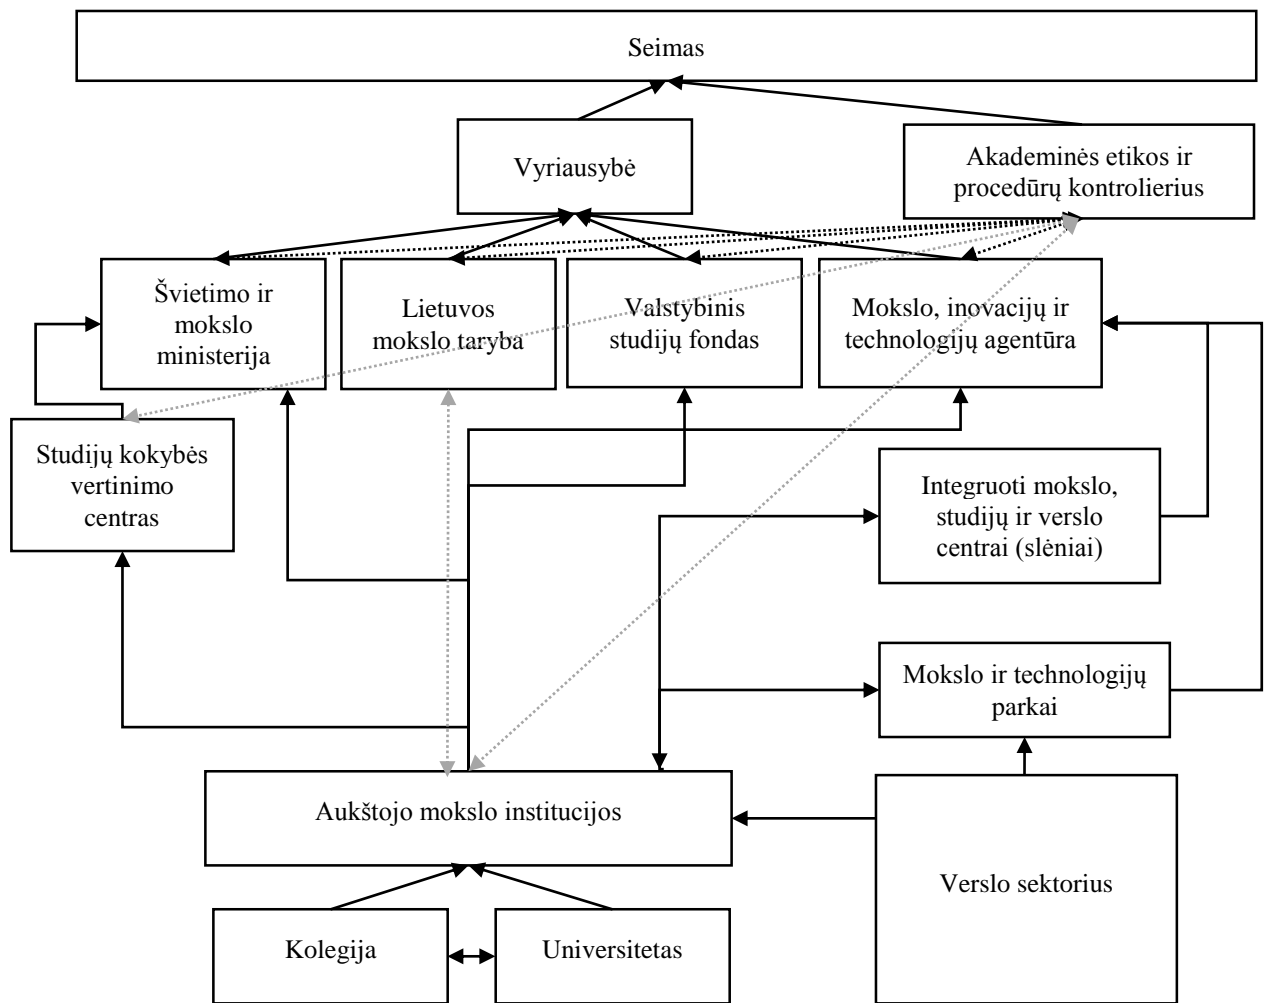 Seimas
Vyriausybė
Akademinės etikos ir
procedūrų kontrolierius
Švietimo ir
mokslo
ministerija
Lietuvos
mokslo taryba
Valstybinis
studijų fondas
Mokslo, inovacijų ir
technologijų agentūra
Studijų kokybės
vertinimo
centras
Integruoti mokslo,
studijų ir verslo
centrai (slėniai)
Mokslo ir technologijų
parkai
Aukštojo mokslo institucijos
Verslo sektorius
Kolegija
Universitetas